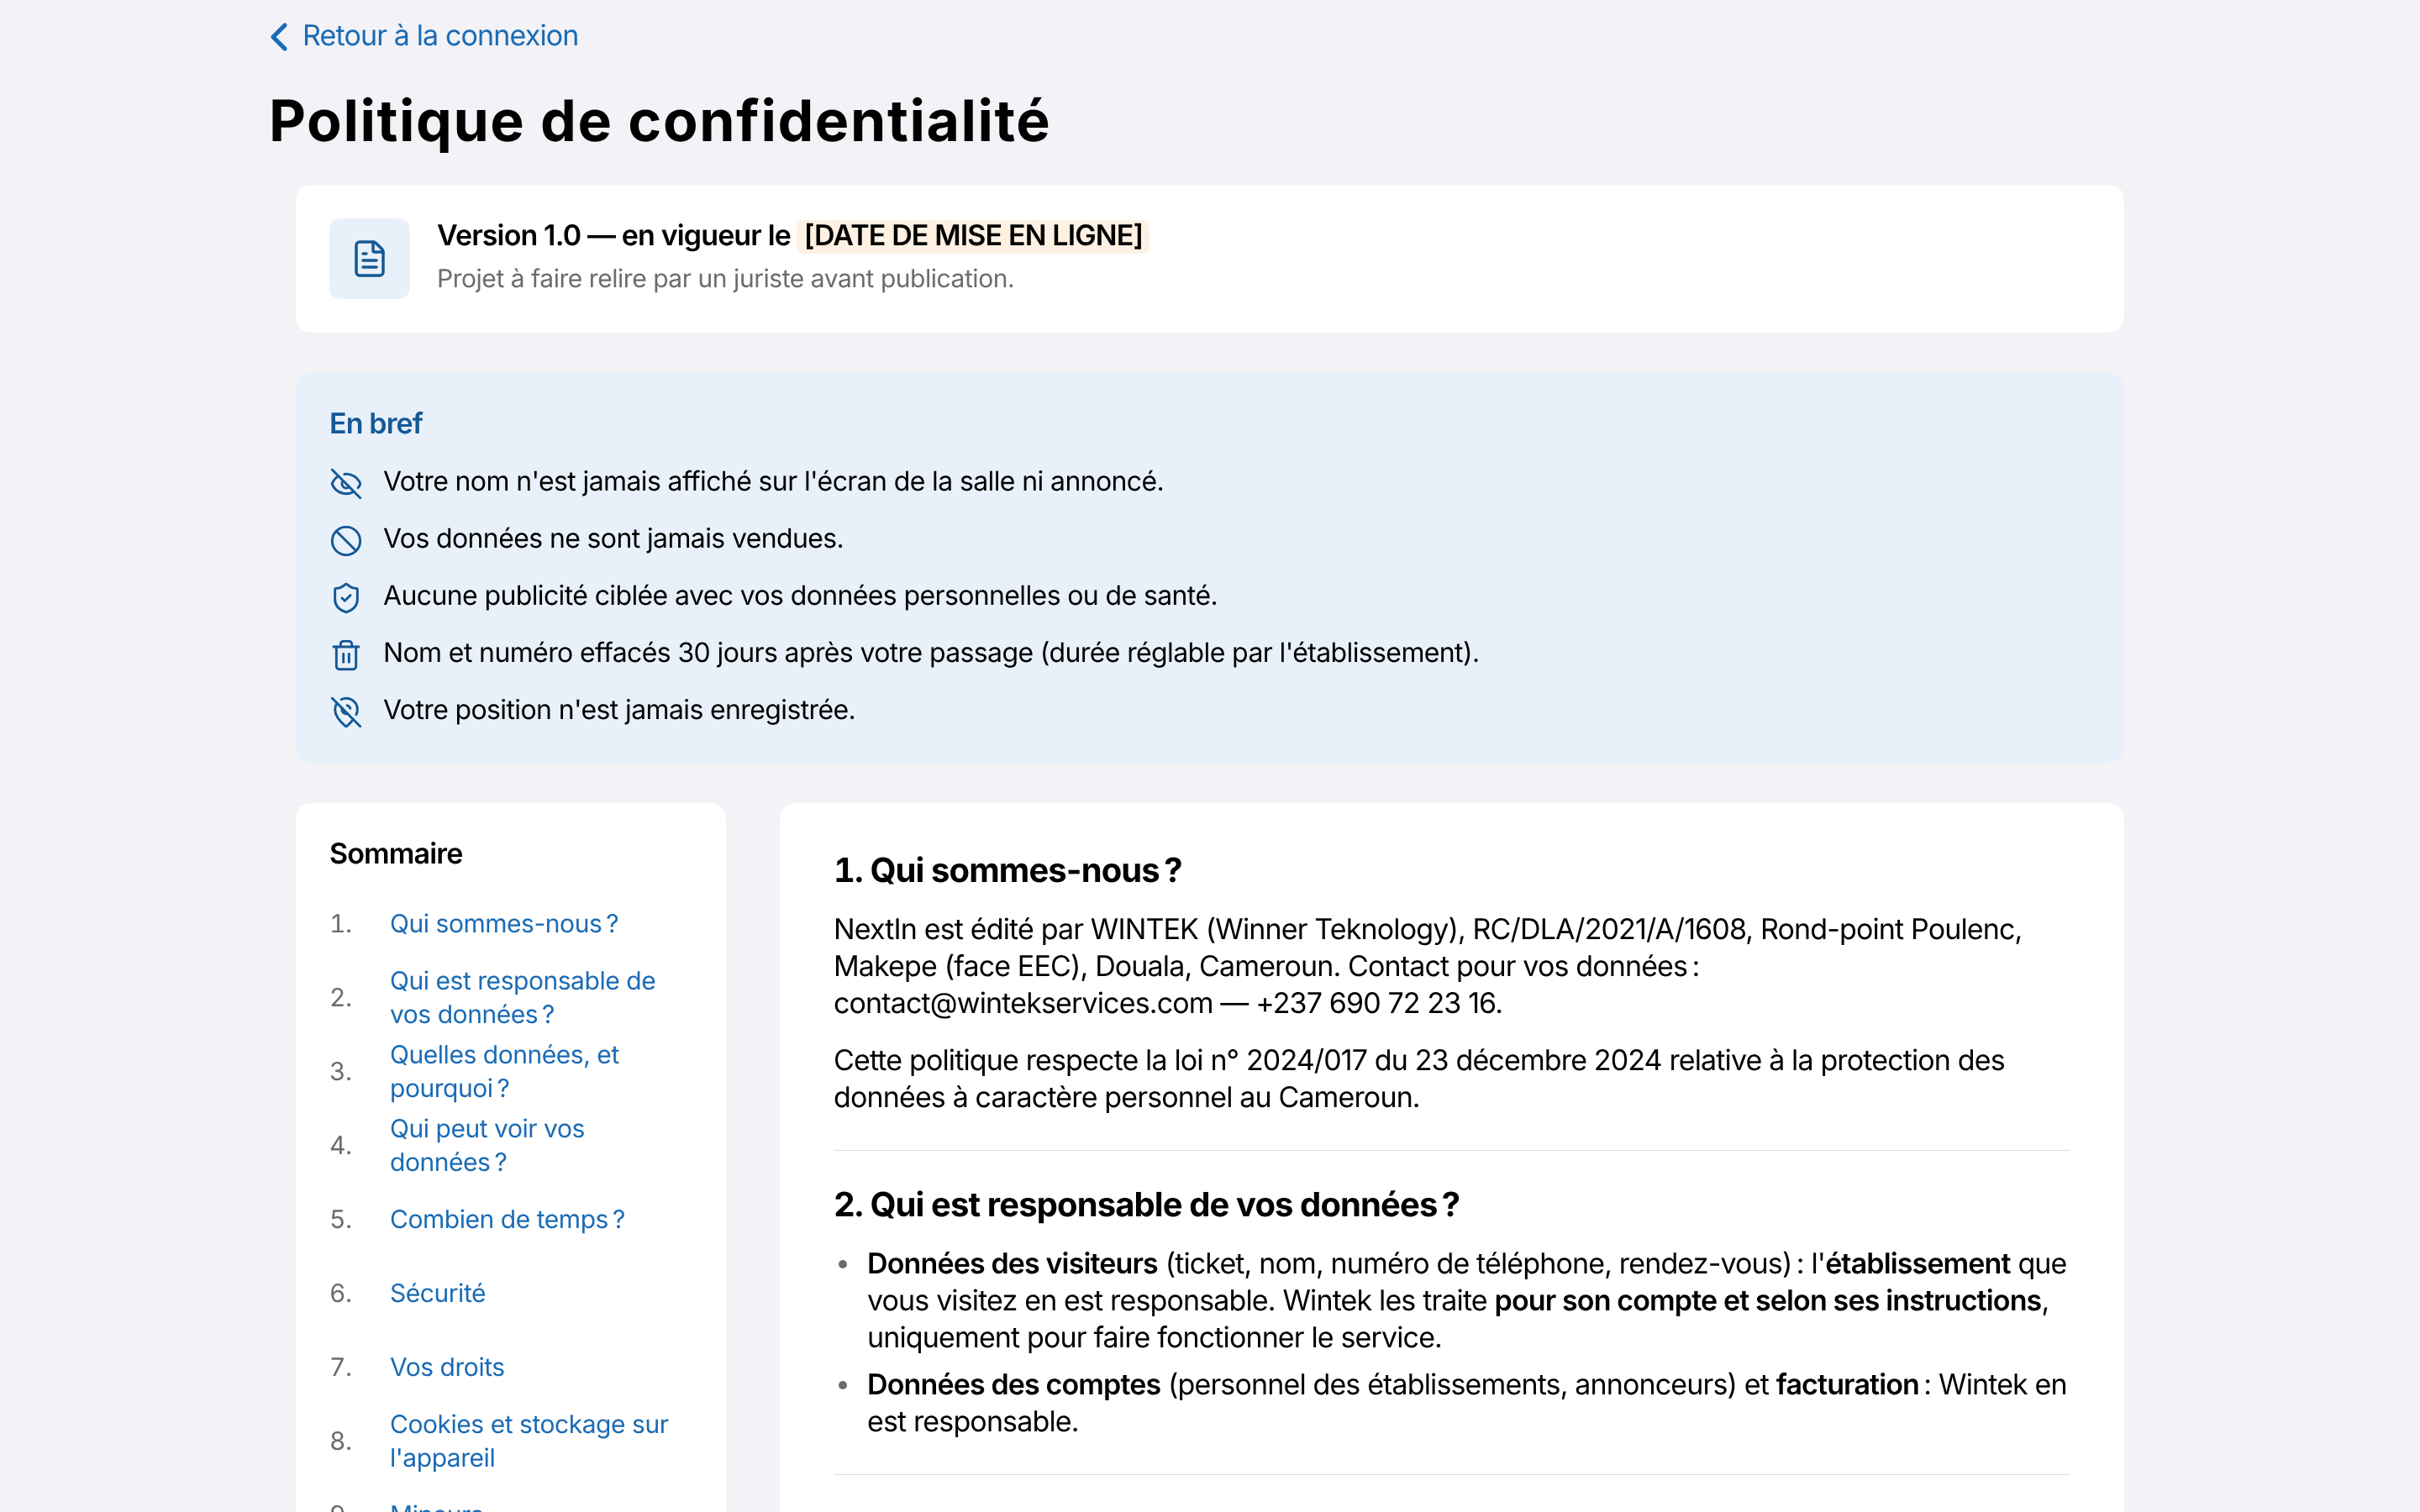 Retour à la connexion
Politique de confidentialité
Version 1.0 — en vigueur le [DATE DE MISE EN LIGNE]
Projet à faire relire par un juriste avant publication.
En bref
Votre nom n'est jamais affiché sur l'écran de la salle ni annoncé.
Vos données ne sont jamais vendues.
Aucune publicité ciblée avec vos données personnelles ou de santé.
Nom et numéro effacés 30 jours après votre passage (durée réglable par l'établissement).
Votre position n'est jamais enregistrée.
Sommaire
1. Qui sommes-nous ?
2. Qui est responsable de
vos données ?
3. Quelles données, et
pourquoi ?
4. Qui peut voir vos
données ?
5. Combien de temps ?
6. Sécurité
7. Vos droits
8. Cookies et stockage sur
l'appareil
1. Qui sommes-nous ?
NextIn est édité par WINTEK (Winner Teknology), RC/DLA/2021/A/1608, Rond-point Poulenc,
Makepe (face EEC), Douala, Cameroun. Contact pour vos données :
contact@wintekservices.com — +237 690 72 23 16.
Cette politique respecte la loi n° 2024/017 du 23 décembre 2024 relative à la protection des
données à caractère personnel au Cameroun.
2. Qui est responsable de vos données ?
• Données des visiteurs (ticket, nom, numéro de téléphone, rendez-vous) : l'établissement que
vous visitez en est responsable. Wintek les traite pour son compte et selon ses instructions,
uniquement pour faire fonctionner le service.
• Données des comptes (personnel des établissements, annonceurs) et facturation : Wintek en
est responsable.